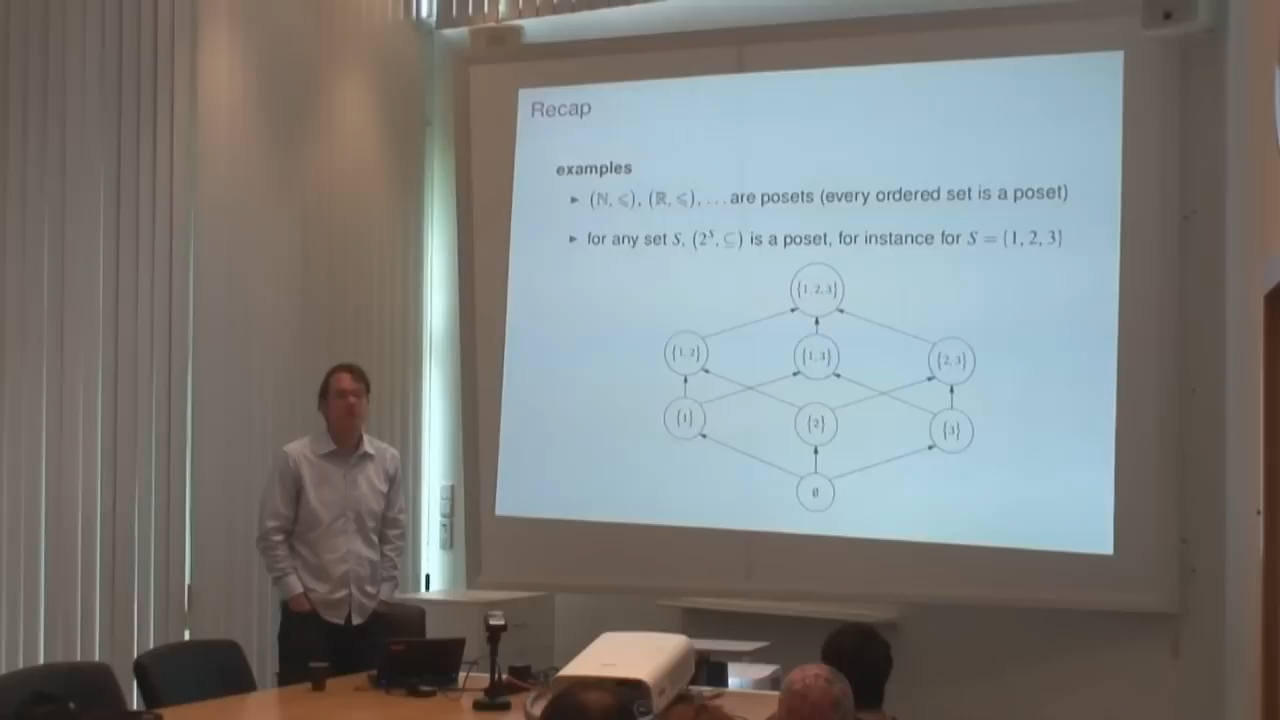 Recap
examples
► (ℕ, ⩽), (ℝ, ⩽), … are posets (every ordered set is a poset)
► for any set S, (2^S, ⊆) is a poset, for instance for S = {1, 2, 3}
{1, 2, 3}
{1, 2} {1, 3} {2, 3}
{1} {2} {3}
∅